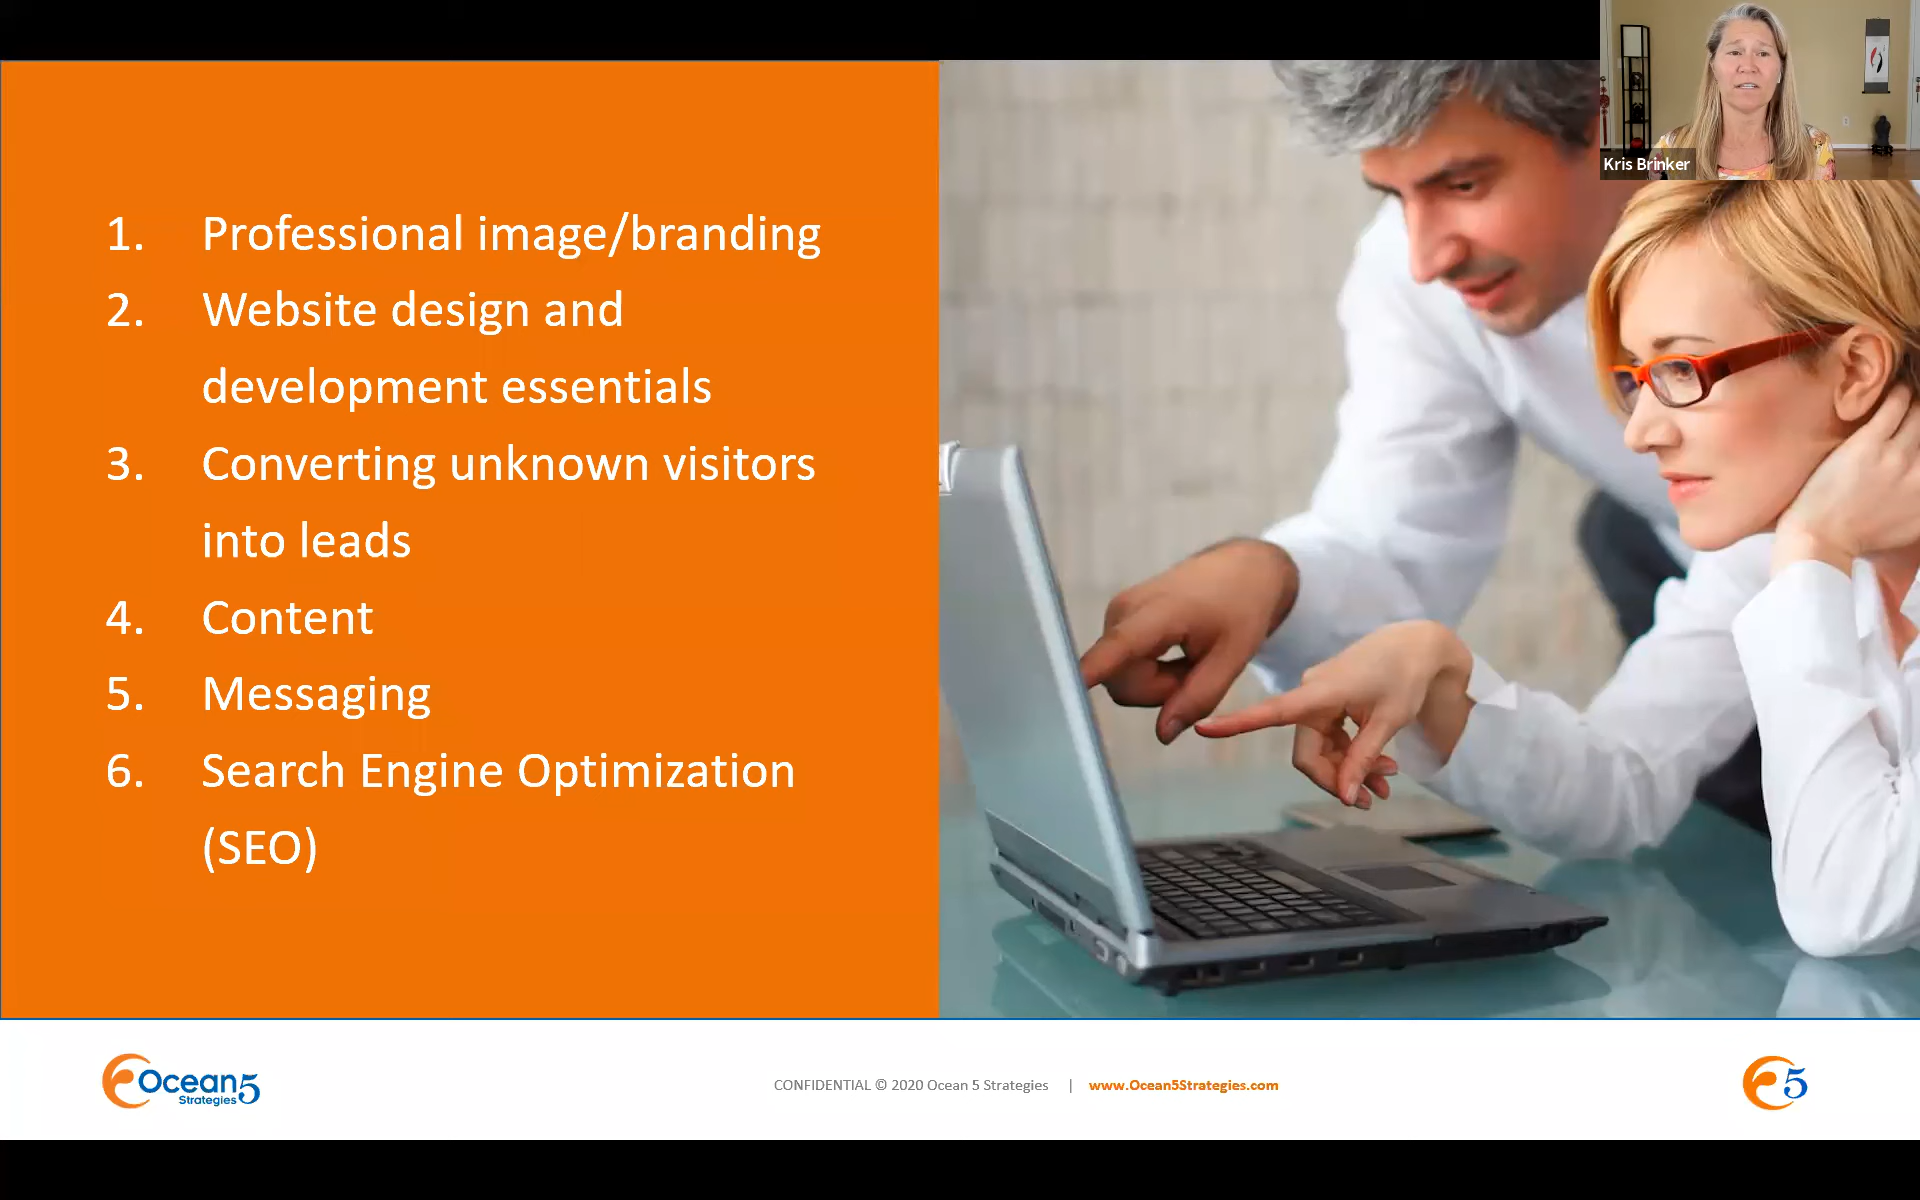 Kris Brinker
1. Professional image/branding
2. Website design and
development essentials
3. Converting unknown visitors
into leads
4. Content
5. Messaging
6. Search Engine Optimization
(SEO)
Ocean5
Strategies
CONFIDENTIAL © 2020 Ocean 5 Strategies | www.Ocean5Strategies.com
5